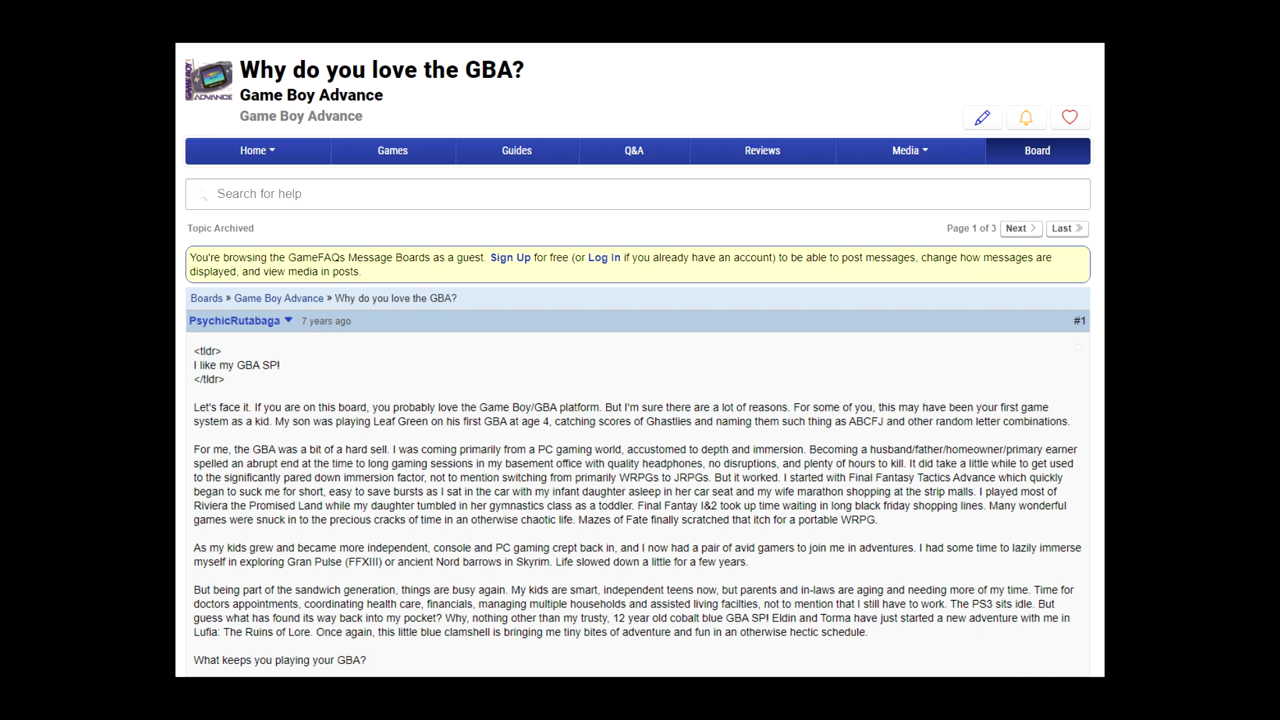 Why do you love the GBA?
Game Boy Advance
Game Boy Advance
GAME BOY ADVANCE
Home
Games
Guides
Q&A
Reviews
Media
Board
Search for help
Topic Archived
Page 1 of 3
Next
Last
You're browsing the GameFAQs Message Boards as a guest. Sign Up for free (or Log In if you already have an account) to be able to post messages, change how messages are
displayed, and view media in posts.
Boards » Game Boy Advance » Why do you love the GBA?
PsychicRutabaga 7 years ago #1
<tldr>
I like my GBA SP!
</tldr>
Let's face it. If you are on this board, you probably love the Game Boy/GBA platform. But I'm sure there are a lot of reasons. For some of you, this may have been your first game
system as a kid. My son was playing Leaf Green on his first GBA at age 4, catching scores of Ghastlies and naming them such thing as ABCFJ and other random letter combinations.
For me, the GBA was a bit of a hard sell. I was coming primarily from a PC gaming world, accustomed to depth and immersion. Becoming a husband/father/homeowner/primary earner
spelled an abrupt end at the time to long gaming sessions in my basement office with quality headphones, no disruptions, and plenty of hours to kill. It did take a little while to get used
to the significantly pared down immersion factor, not to mention switching from primarily WRPGs to JRPGs. But it worked. I started with Final Fantasy Tactics Advance which quickly
began to suck me for short, easy to save bursts as I sat in the car with my infant daughter asleep in her car seat and my wife marathon shopping at the strip malls. I played most of
Riviera the Promised Land while my daughter tumbled in her gymnastics class as a toddler. Final Fantay I&2 took up time waiting in long black friday shopping lines. Many wonderful
games were snuck in to the precious cracks of time in an otherwise chaotic life. Mazes of Fate finally scratched that itch for a portable WRPG.
As my kids grew and became more independent, console and PC gaming crept back in, and I now had a pair of avid gamers to join me in adventures. I had some time to lazily immerse
myself in exploring Gran Pulse (FFXIII) or ancient Nord barrows in Skyrim. Life slowed down a little for a few years.
But being part of the sandwich generation, things are busy again. My kids are smart, independent teens now, but parents and in-laws are aging and needing more of my time. Time for
doctors appointments, coordinating health care, financials, managing multiple households and assisted living facilties, not to mention that I still have to work. The PS3 sits idle. But
guess what has found its way back into my pocket? Why, nothing other than my trusty, 12 year old cobalt blue GBA SP! Eldin and Torma have just started a new adventure with me in
Lufia: The Ruins of Lore. Once again, this little blue clamshell is bringing me tiny bites of adventure and fun in an otherwise hectic schedule.
What keeps you playing your GBA?